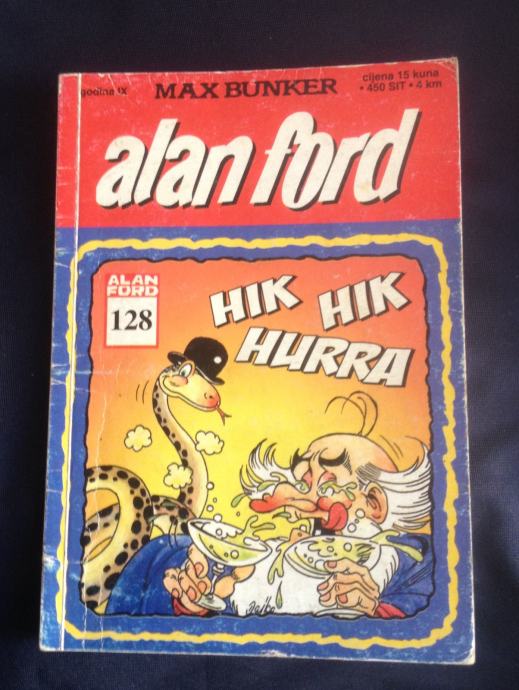 godina IX
MAX BUNKER
cijena 15 kuna
• 450 SIT • 4 km
alan ford
ALAN
FORD
128
HIK HIK
HURRA